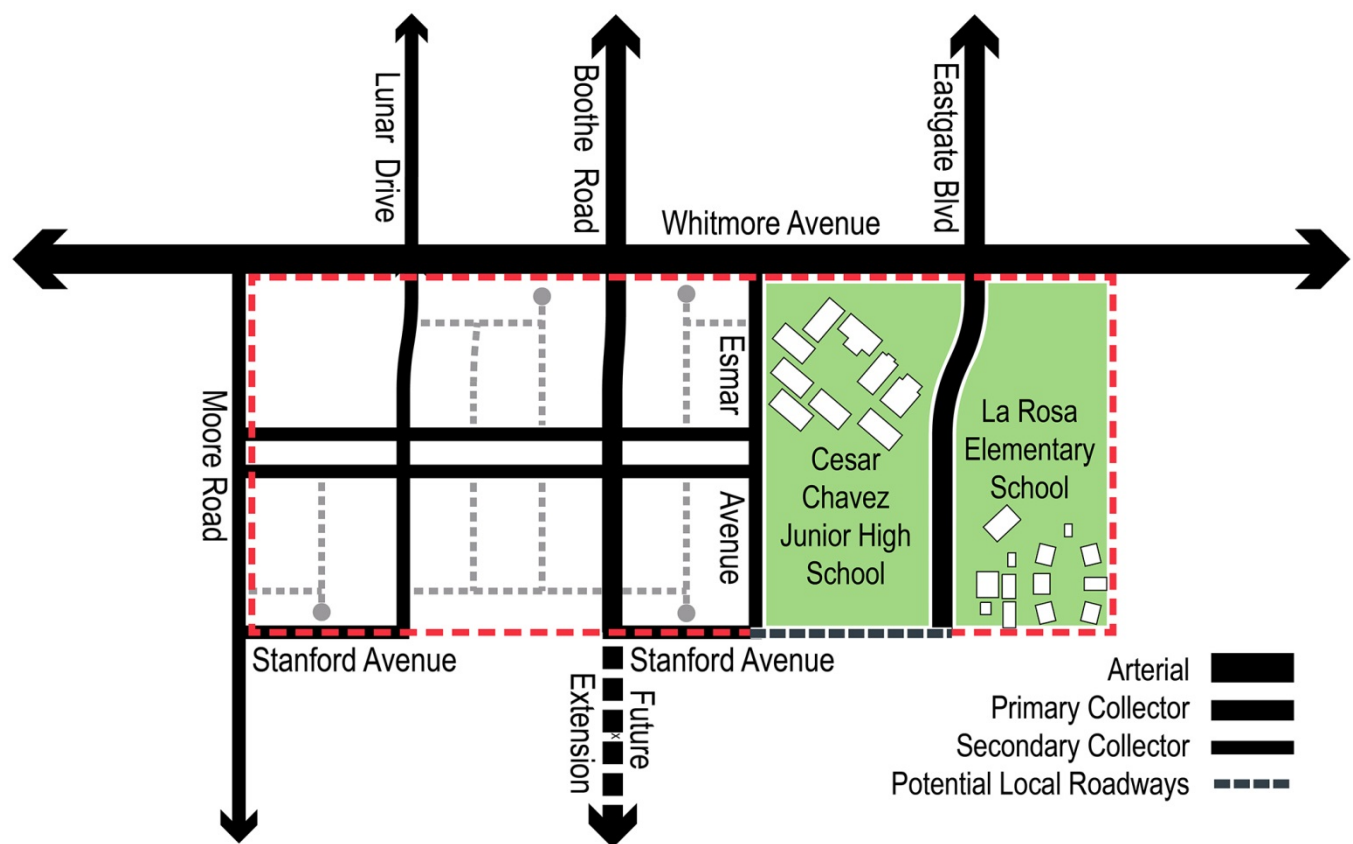 Lunar Drive
Boothe Road
Eastgate Blvd
Whitmore Avenue
Moore Road
Esmar
Avenue
Cesar
Chavez
Junior High
School
La Rosa
Elementary
School
Stanford Avenue
Stanford Avenue
Future
Extension
x
Arterial
Primary Collector
Secondary Collector
Potential Local Roadways